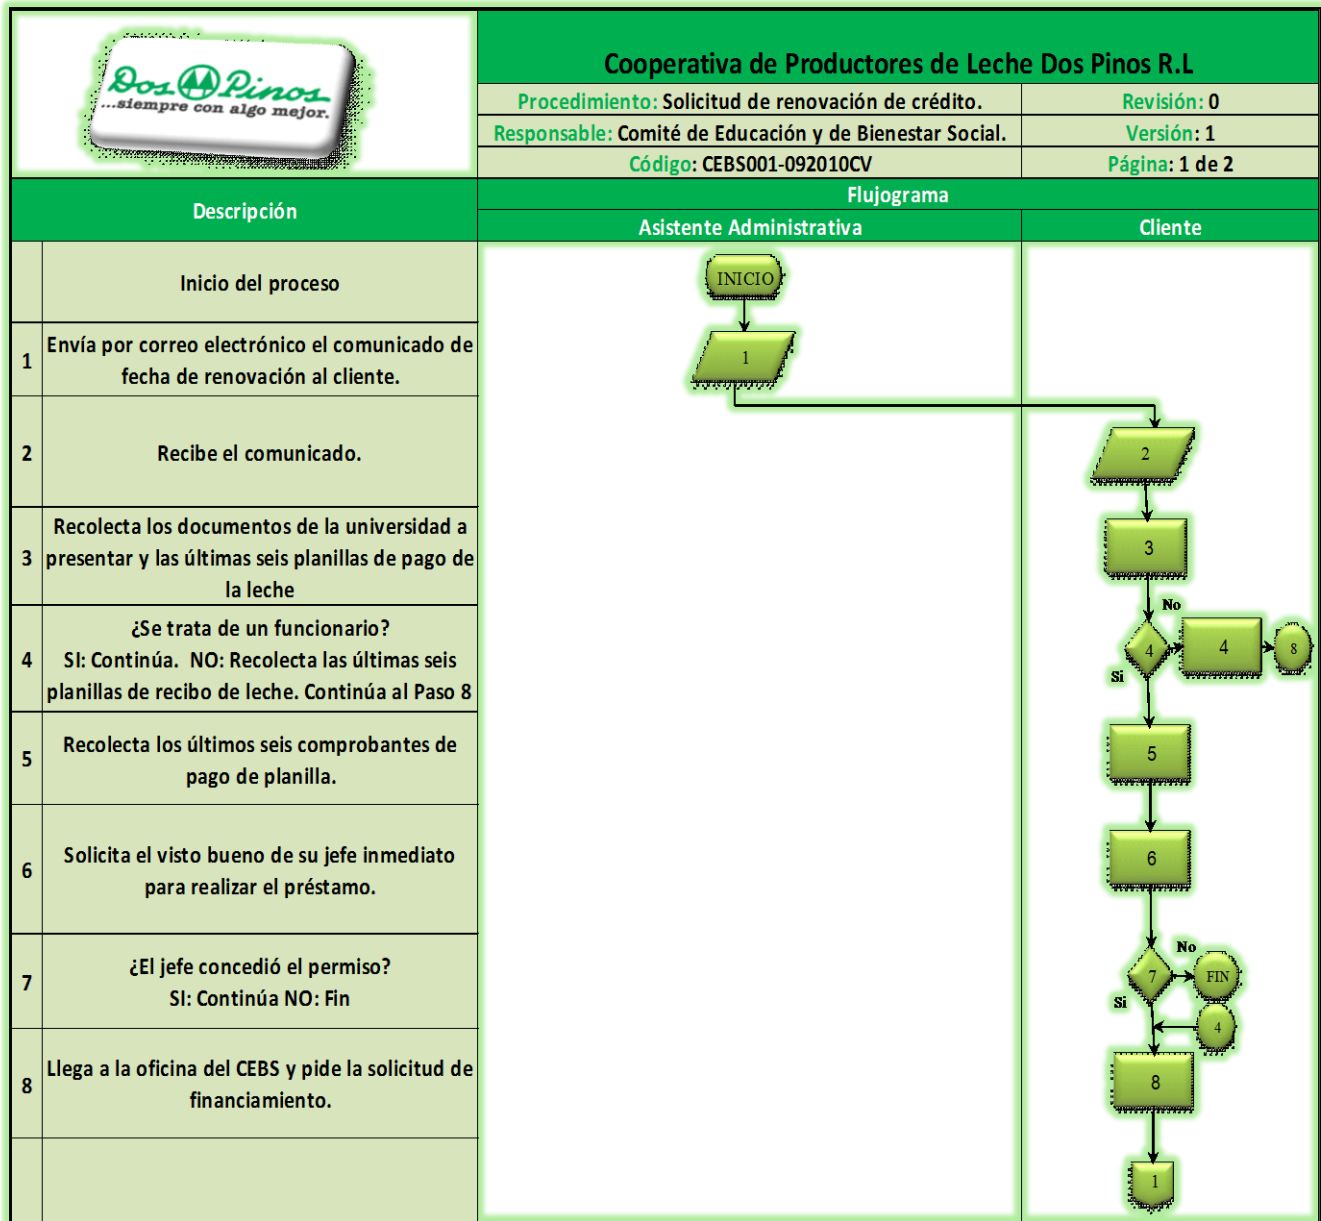 Dos Pinos
...siempre con algo mejor.
Cooperativa de Productores de Leche Dos Pinos R.L
Procedimiento: Solicitud de renovación de crédito.
Revisión: 0
Responsable: Comité de Educación y de Bienestar Social.
Versión: 1
Código: CEBS001-092010CV
Página: 1 de 2
Descripción
Flujograma
Asistente Administrativa
Cliente
Inicio del proceso
INICIO
1
Envía por correo electrónico el comunicado de
fecha de renovación al cliente.
1
2
Recibe el comunicado.
2
3
Recolecta los documentos de la universidad a
presentar y las últimas seis planillas de pago de
la leche
3
4
¿Se trata de un funcionario?
SI: Continúa. NO: Recolecta las últimas seis
planillas de recibo de leche. Continúa al Paso 8
No
4
4
8
Si
5
Recolecta los últimos seis comprobantes de
pago de planilla.
5
6
Solicita el visto bueno de su jefe inmediato
para realizar el préstamo.
6
7
¿El jefe concedió el permiso?
SI: Continúa NO: Fin
No
7
FIN
Si
4
8
Llega a la oficina del CEBS y pide la solicitud de
financiamiento.
8
1